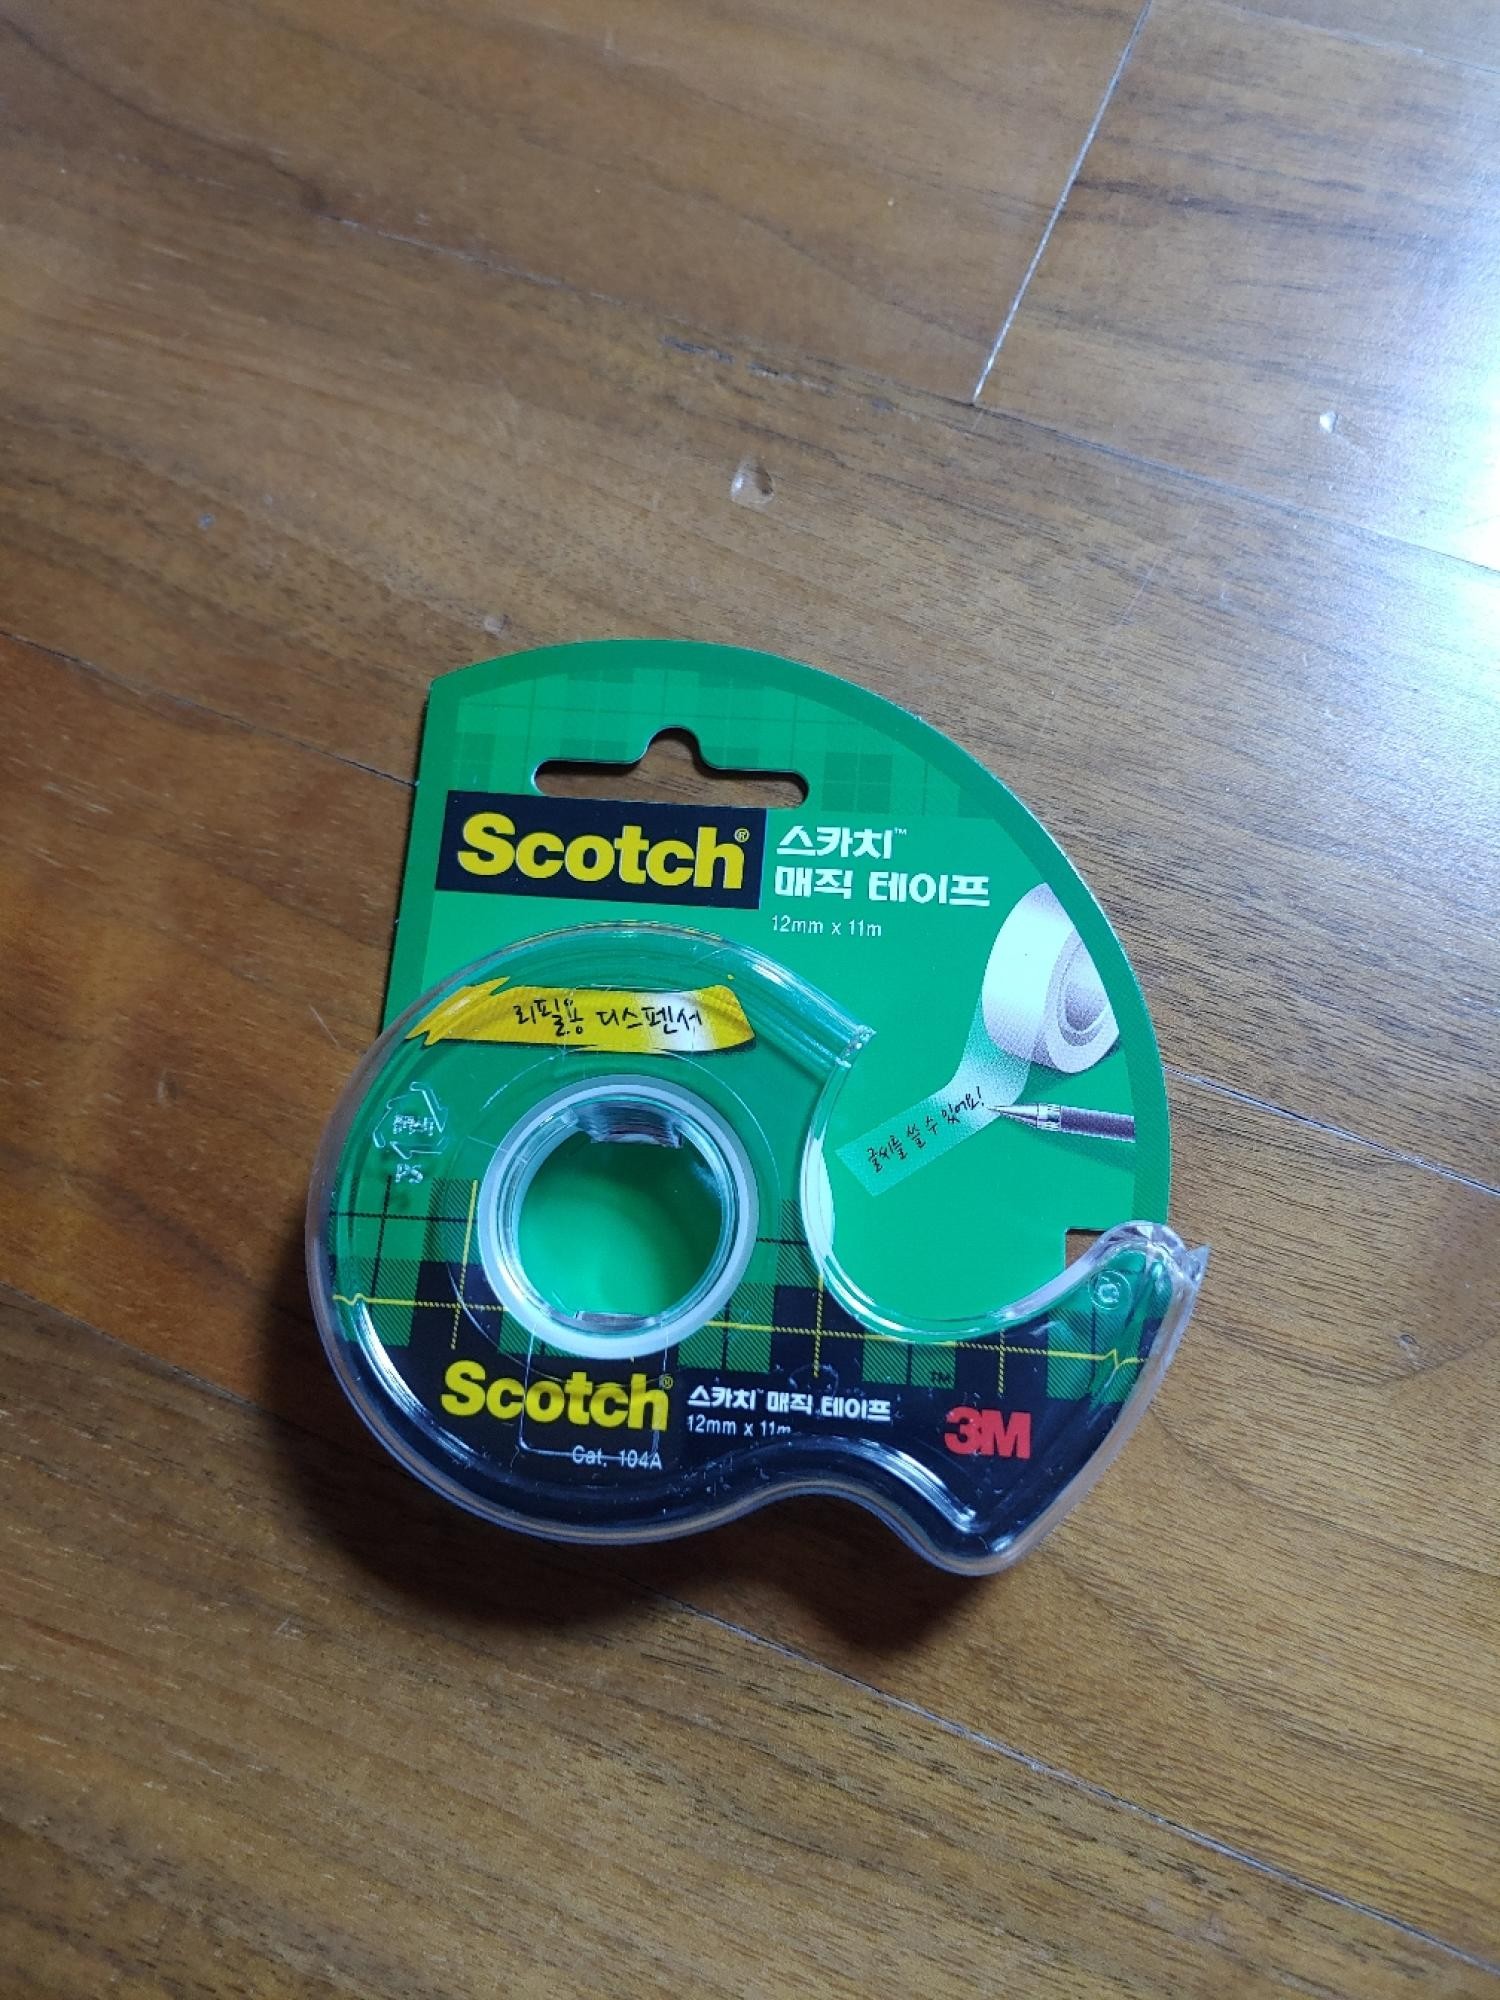 Scotch®
스카치™
매직 테이프
12mm x 11m
리필용 디스펜서
글씨를 쓸 수 있어요!
PS
Scotch®
스카치™ 매직 테이프
12mm x 11m
Cat. 104A
™
3M